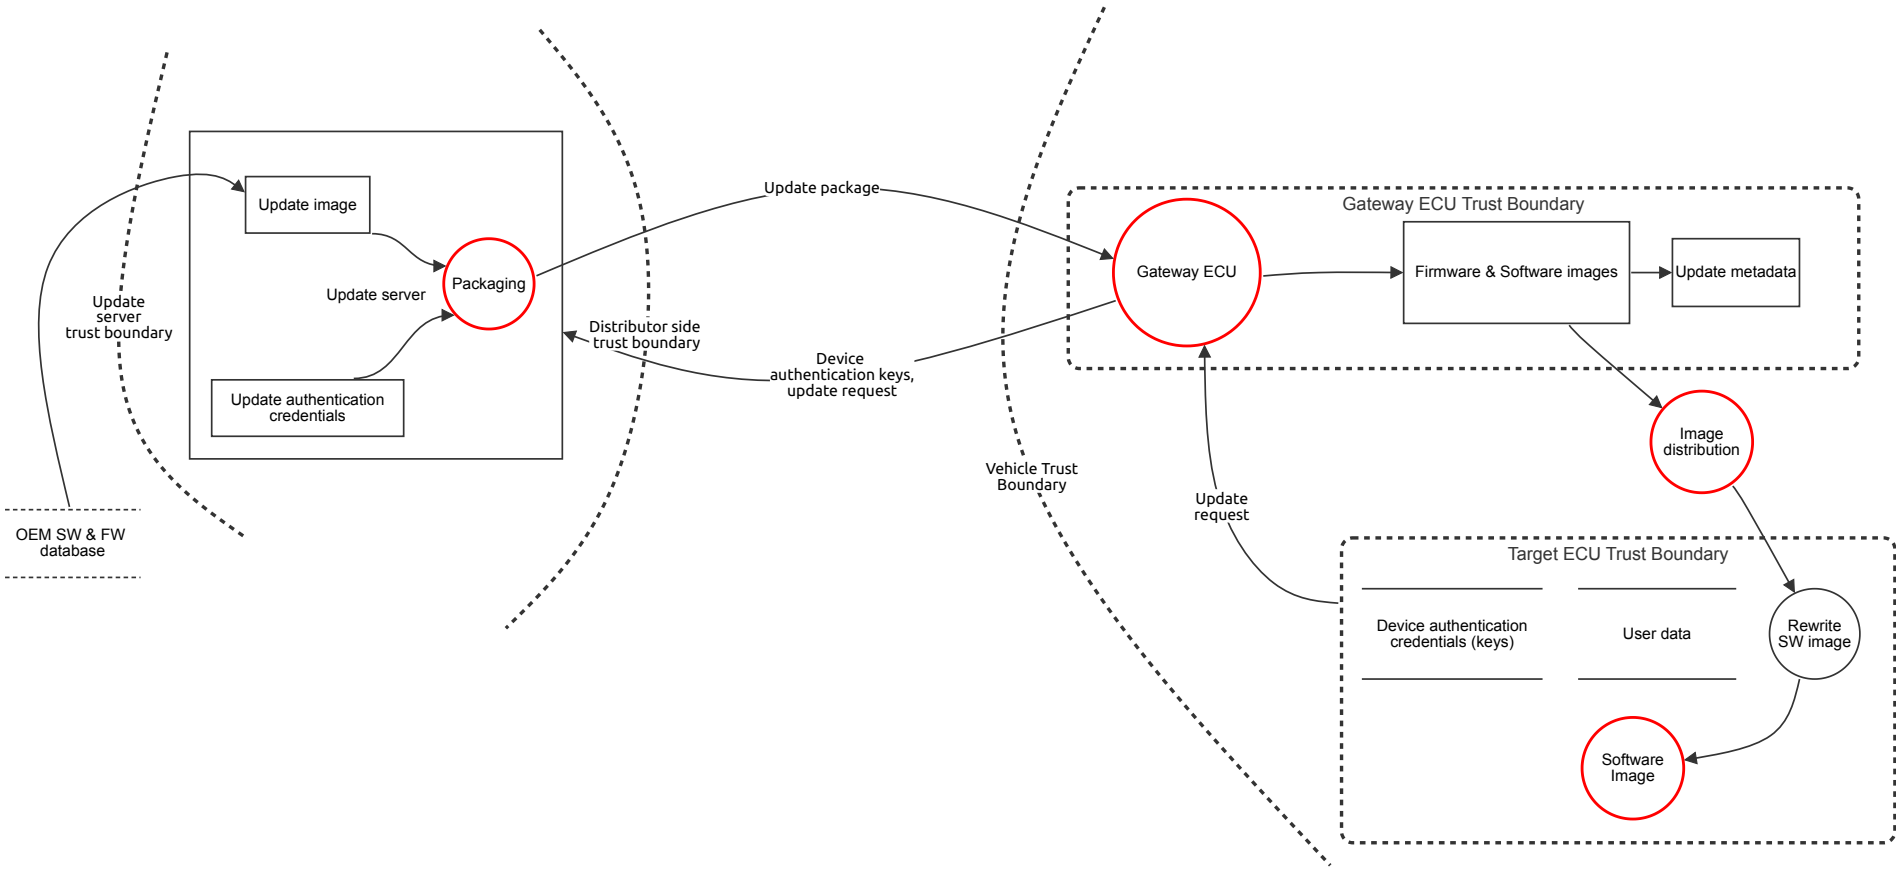 Update image
Packaging
Update server
Update authentication
credentials
Update
server
trust boundary
OEM SW & FW
database
Distributor side
trust boundary
Update package
Device
authentication keys,
update request
Vehicle Trust
Boundary
Gateway ECU Trust Boundary
Gateway ECU
Firmware & Software images
Update metadata
Image
distribution
Update
request
Target ECU Trust Boundary
Device authentication
credentials (keys)
User data
Rewrite
SW image
Software
Image